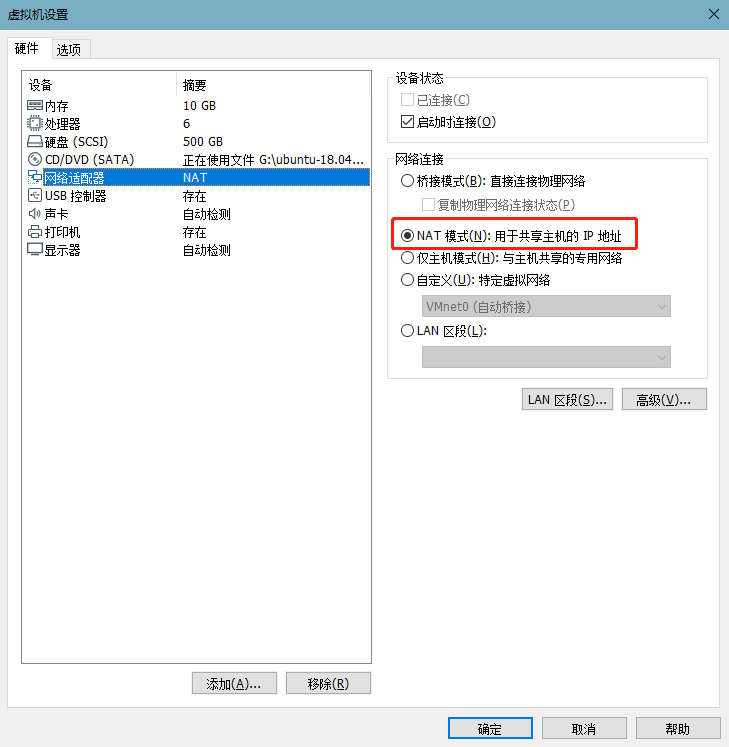 虚拟机设置
硬件 选项
设备 摘要
内存 10 GB
处理器 6
硬盘 (SCSI) 500 GB
CD/DVD (SATA) 正在使用文件 G:\ubuntu-18.04...
网络适配器 NAT
USB 控制器 存在
声卡 自动检测
打印机 存在
显示器 自动检测
添加(A)... 移除(R)
设备状态
已连接(C)
启动时连接(O)
网络连接
桥接模式(B): 直接连接物理网络
复制物理网络连接状态(P)
NAT 模式(N): 用于共享主机的 IP 地址
仅主机模式(H): 与主机共享的专用网络
自定义(U): 特定虚拟网络
VMnet0 (自动桥接)
LAN 区段(L):
LAN 区段(S)... 高级(V)...
确定 取消 帮助